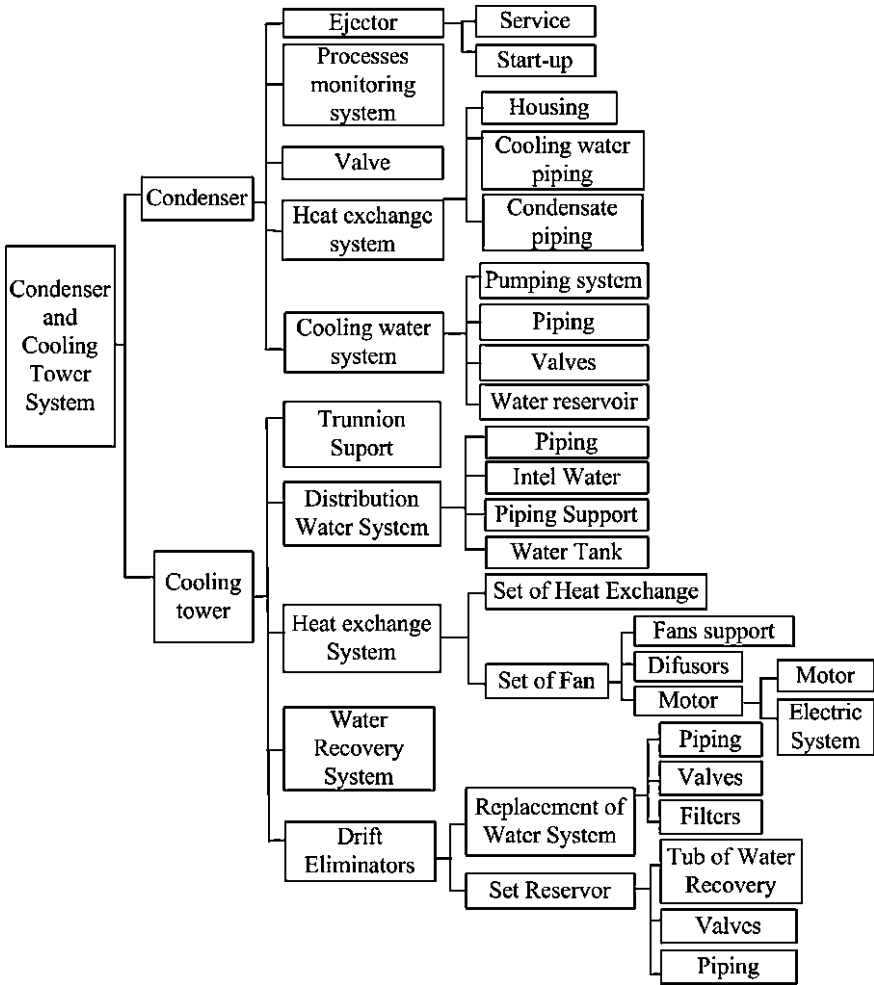 Ejector
Service
Start-up
Processes
monitoring
system
Housing
Cooling water
piping
Valve
Condenser
Heat exchange
system
Condensate
piping
Condenser
and
Cooling
Tower
System
Pumping system
Cooling water
system
Piping
Valves
Water reservoir
Trunnion
Suport
Piping
Distribution
Water System
Intel Water
Piping Support
Water Tank
Cooling
tower
Heat exchange
System
Set of Heat Exchange
Set of Fan
Fans support
Difusors
Motor
Motor
Electric
System
Water
Recovery
System
Drift
Eliminators
Replacement of
Water System
Piping
Valves
Filters
Set Reservor
Tub of Water
Recovery
Valves
Piping